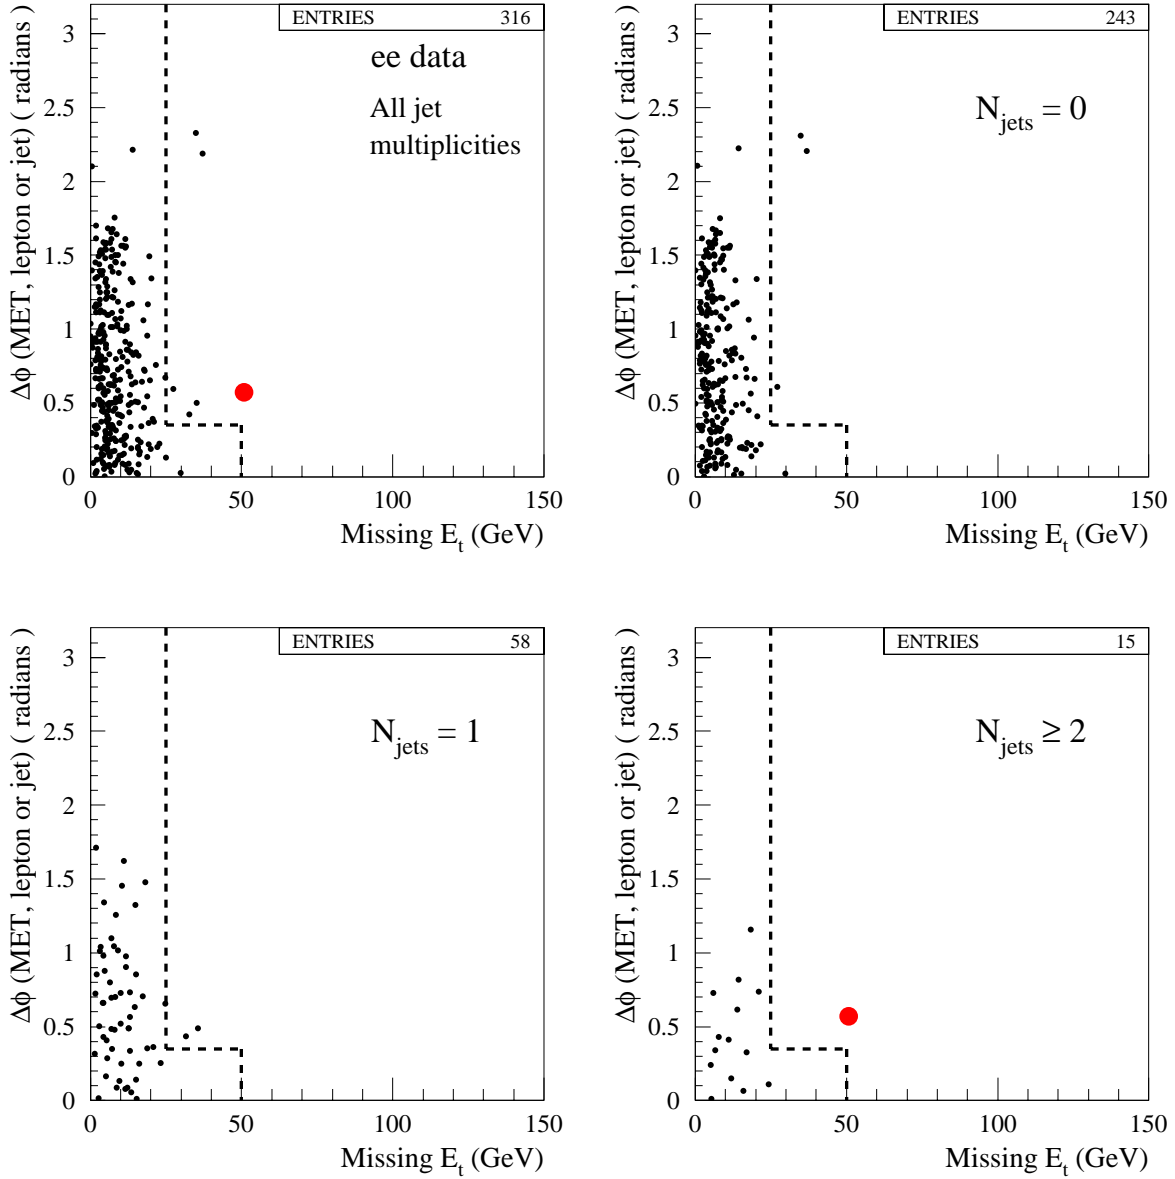 ENTRIES 316
ee data
All jet
multiplicities
Δϕ (MET, lepton or jet) ( radians )
3
2.5
2
1.5
1
0.5
0
0 50 100 150
Missing E_t (GeV)
ENTRIES 243
N_jets = 0
Δϕ (MET, lepton or jet) ( radians )
3
2.5
2
1.5
1
0.5
0
0 50 100 150
Missing E_t (GeV)
ENTRIES 58
N_jets = 1
Δϕ (MET, lepton or jet) ( radians )
3
2.5
2
1.5
1
0.5
0
0 50 100 150
Missing E_t (GeV)
ENTRIES 15
N_jets ≥ 2
Δϕ (MET, lepton or jet) ( radians )
3
2.5
2
1.5
1
0.5
0
0 50 100 150
Missing E_t (GeV)